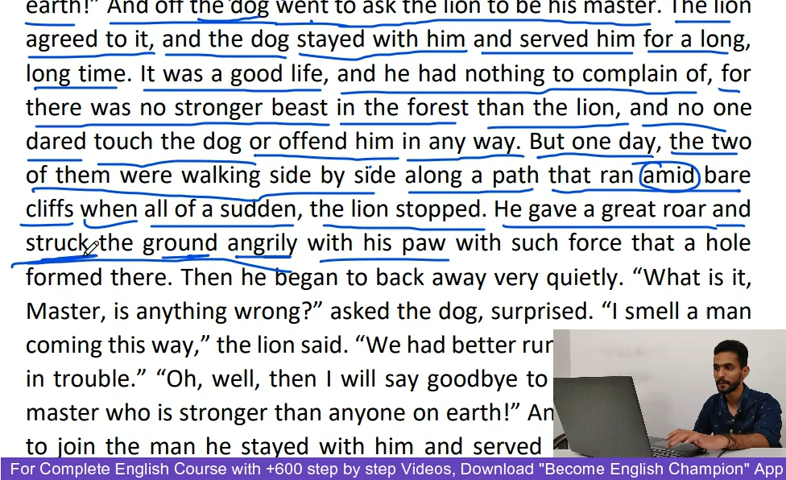 earth!” And off the dog went to ask the lion to be his master. The lion
agreed to it, and the dog stayed with him and served him for a long,
long time. It was a good life, and he had nothing to complain of, for
there was no stronger beast in the forest than the lion, and no one
dared touch the dog or offend him in any way. But one day, the two
of them were walking side by side along a path that ran amid bare
cliffs when all of a sudden, the lion stopped. He gave a great roar and
struck the ground angrily with his paw with such force that a hole
formed there. Then he began to back away very quietly. “What is it,
Master, is anything wrong?” asked the dog, surprised. “I smell a man
coming this way,” the lion said. “We had better run
in trouble.” “Oh, well, then I will say goodbye to
master who is stronger than anyone on earth!” An
to join the man he stayed with him and served
For Complete English Course with +600 step by step Videos, Download "Become English Champion" App